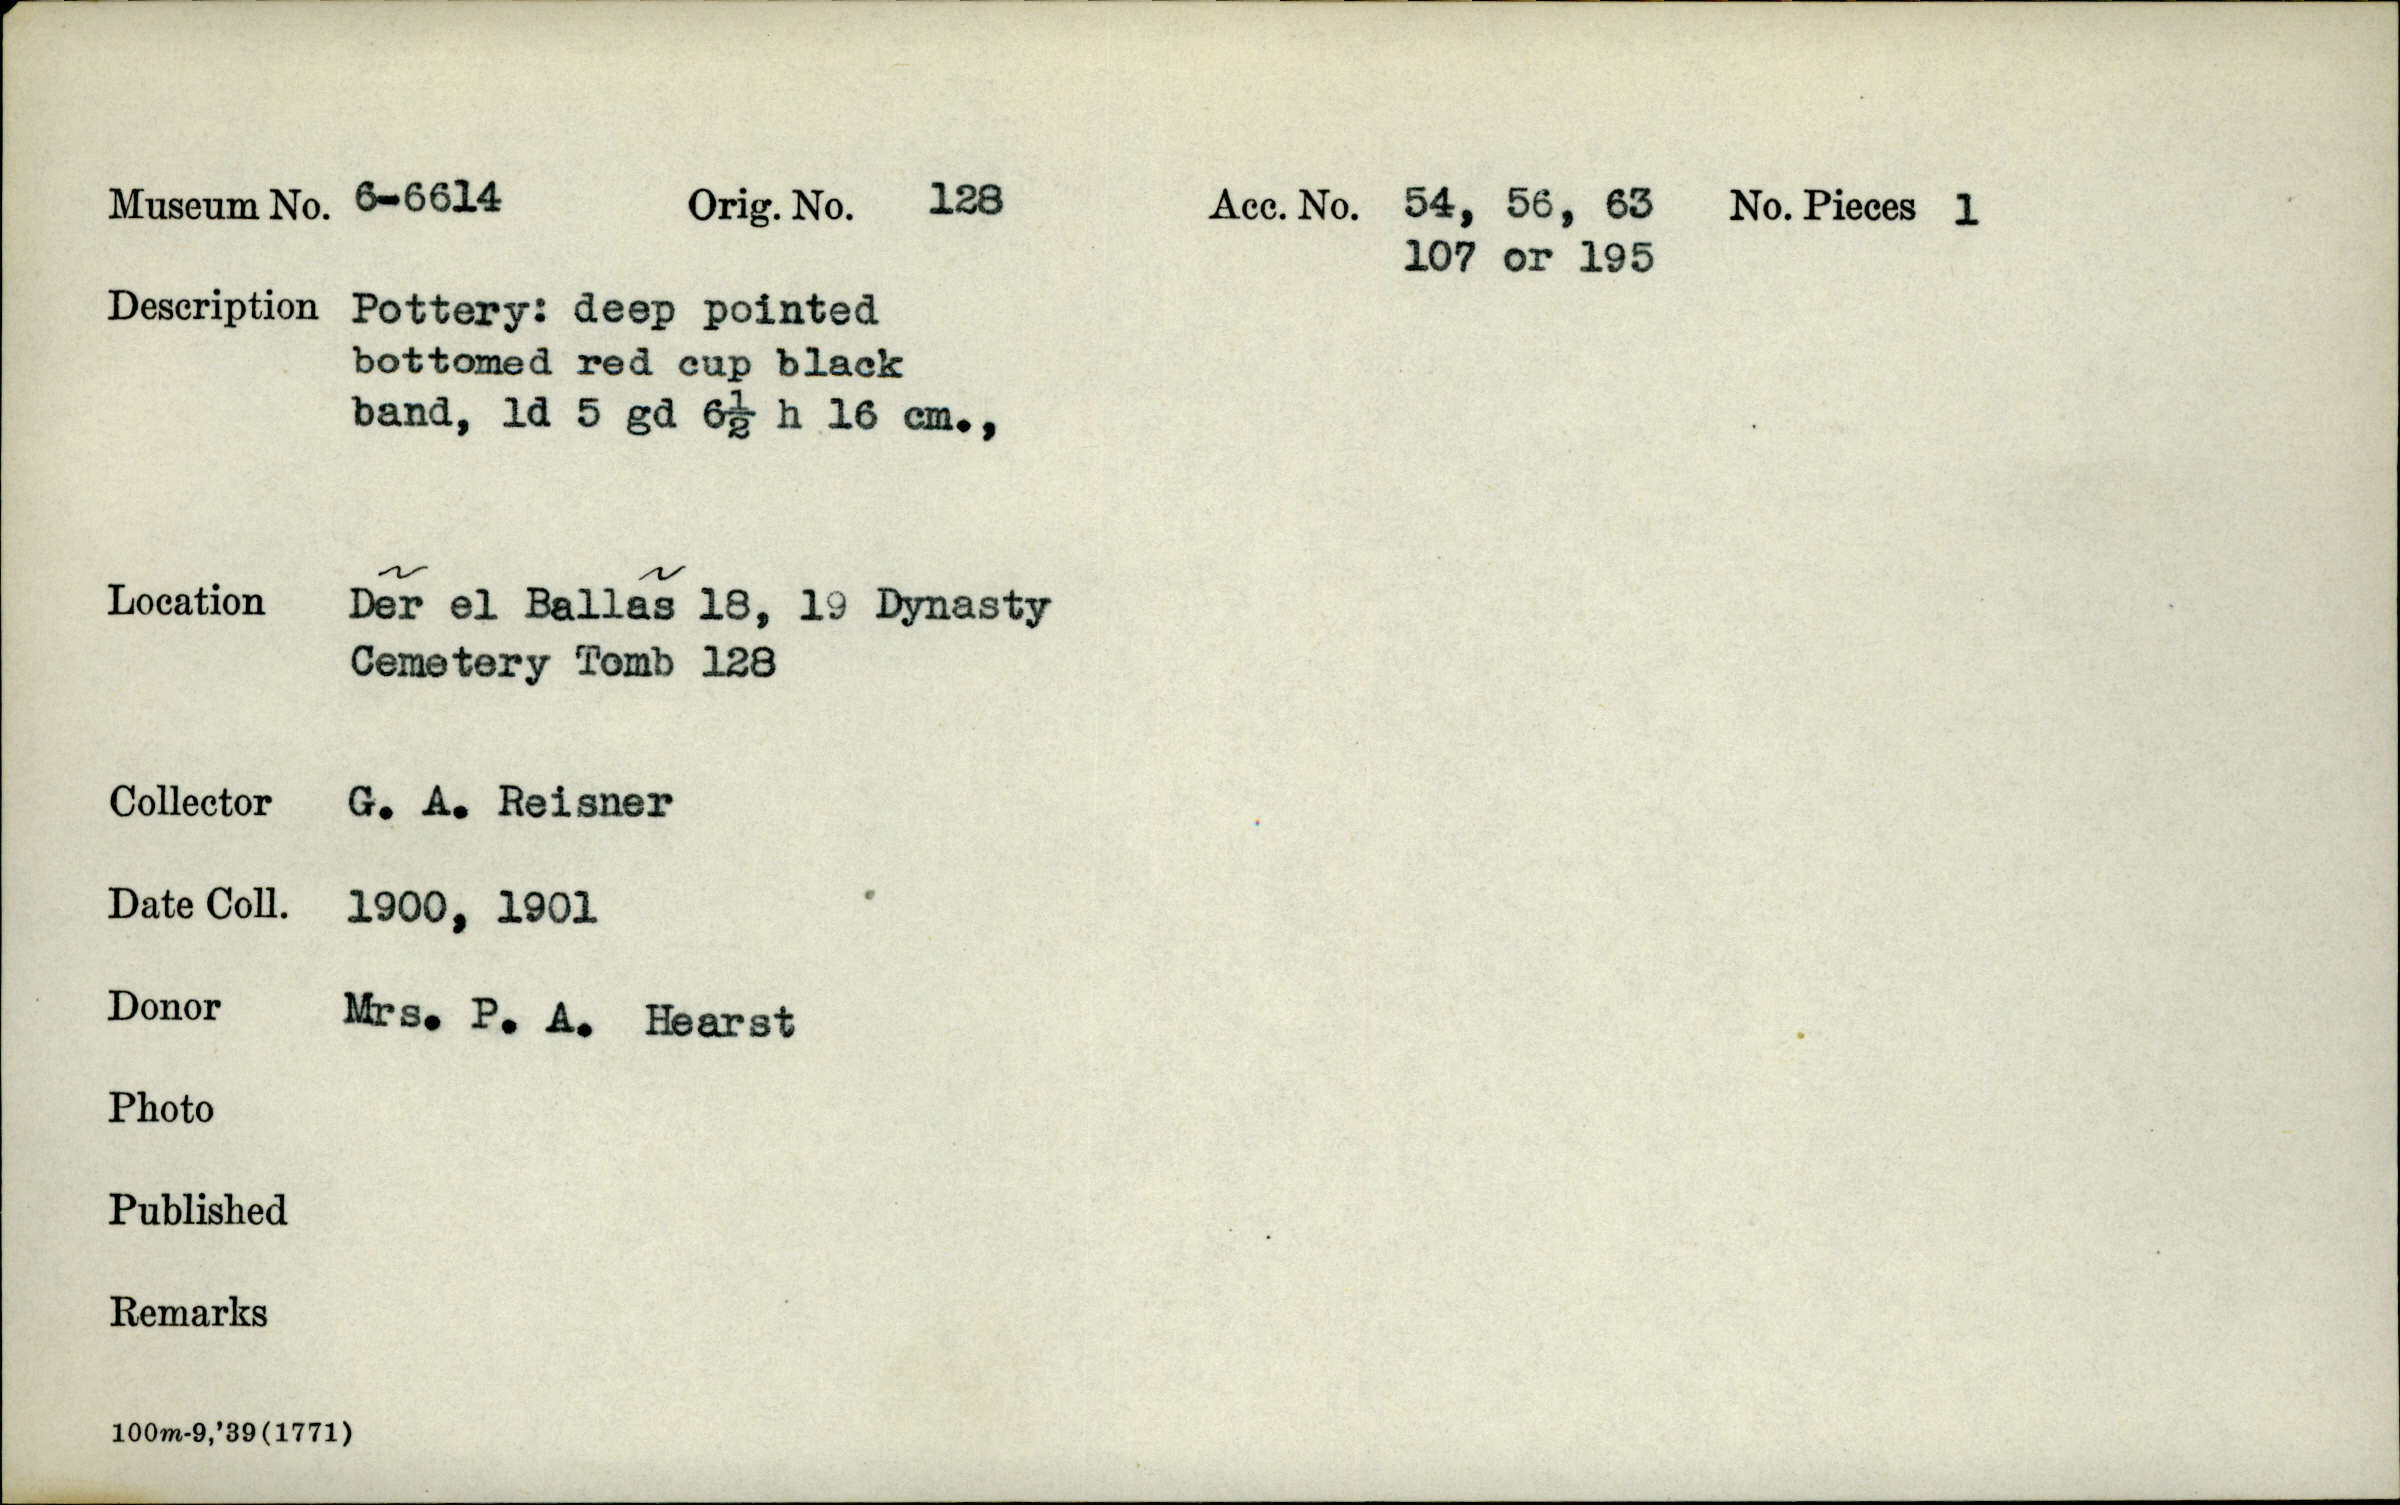 Museum No. 6-6614 Orig. No. 128 Acc. No. 54, 56, 63 No. Pieces 1
107 or 195
Description Pottery: deep pointed
bottomed red cup black
band, ld 5 gd 6½ h 16 cm.,
Location Der el Ballas 18, 19 Dynasty
Cemetery Tomb 128
Collector G. A. Reisner
Date Coll. 1900, 1901
Donor Mrs. P. A. Hearst
Photo
Published
Remarks
100m-9,'39(1771)